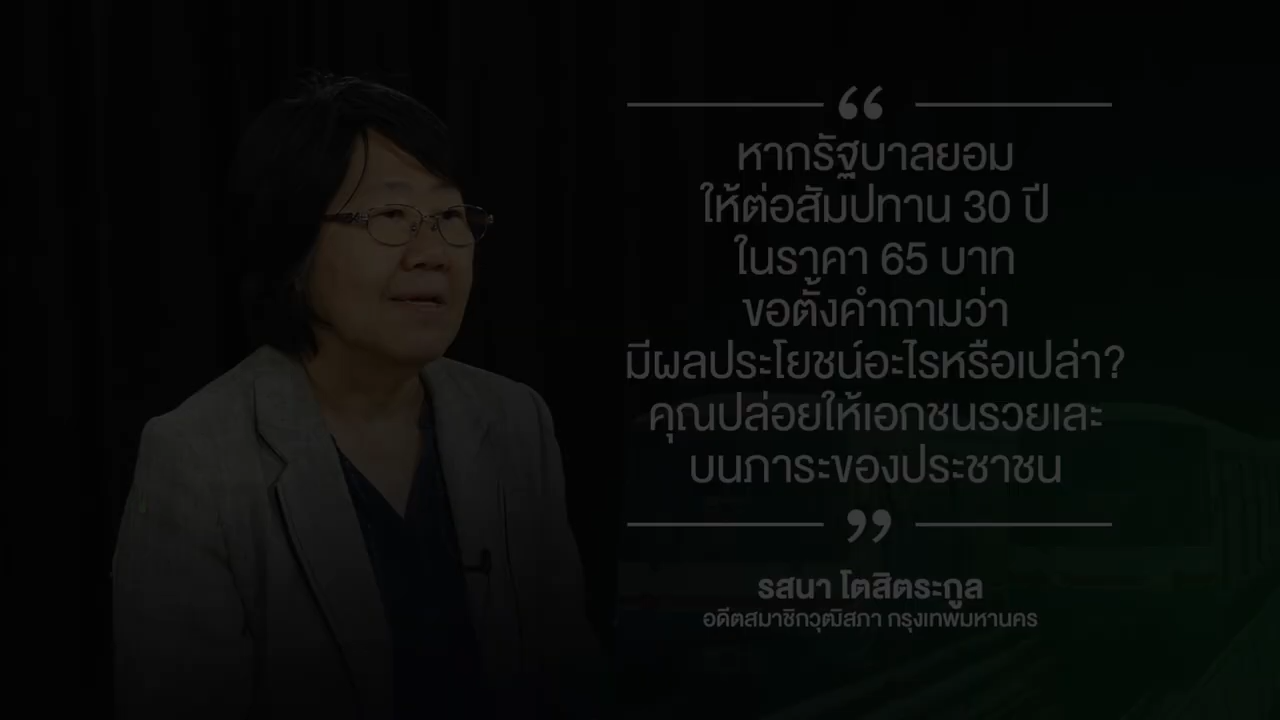 “
หากรัฐบาลยอม
ให้ต่อสัมปทาน 30 ปี
ในราคา 65 บาท
ขอตั้งคำถามว่า
มีผลประโยชน์อะไรหรือเปล่า?
คุณปล่อยให้เอกชนรวยเละ
บนภาระของประชาชน
”
รสนา โตสิตระกูล
อดีตสมาชิกวุฒิสภา กรุงเทพมหานคร